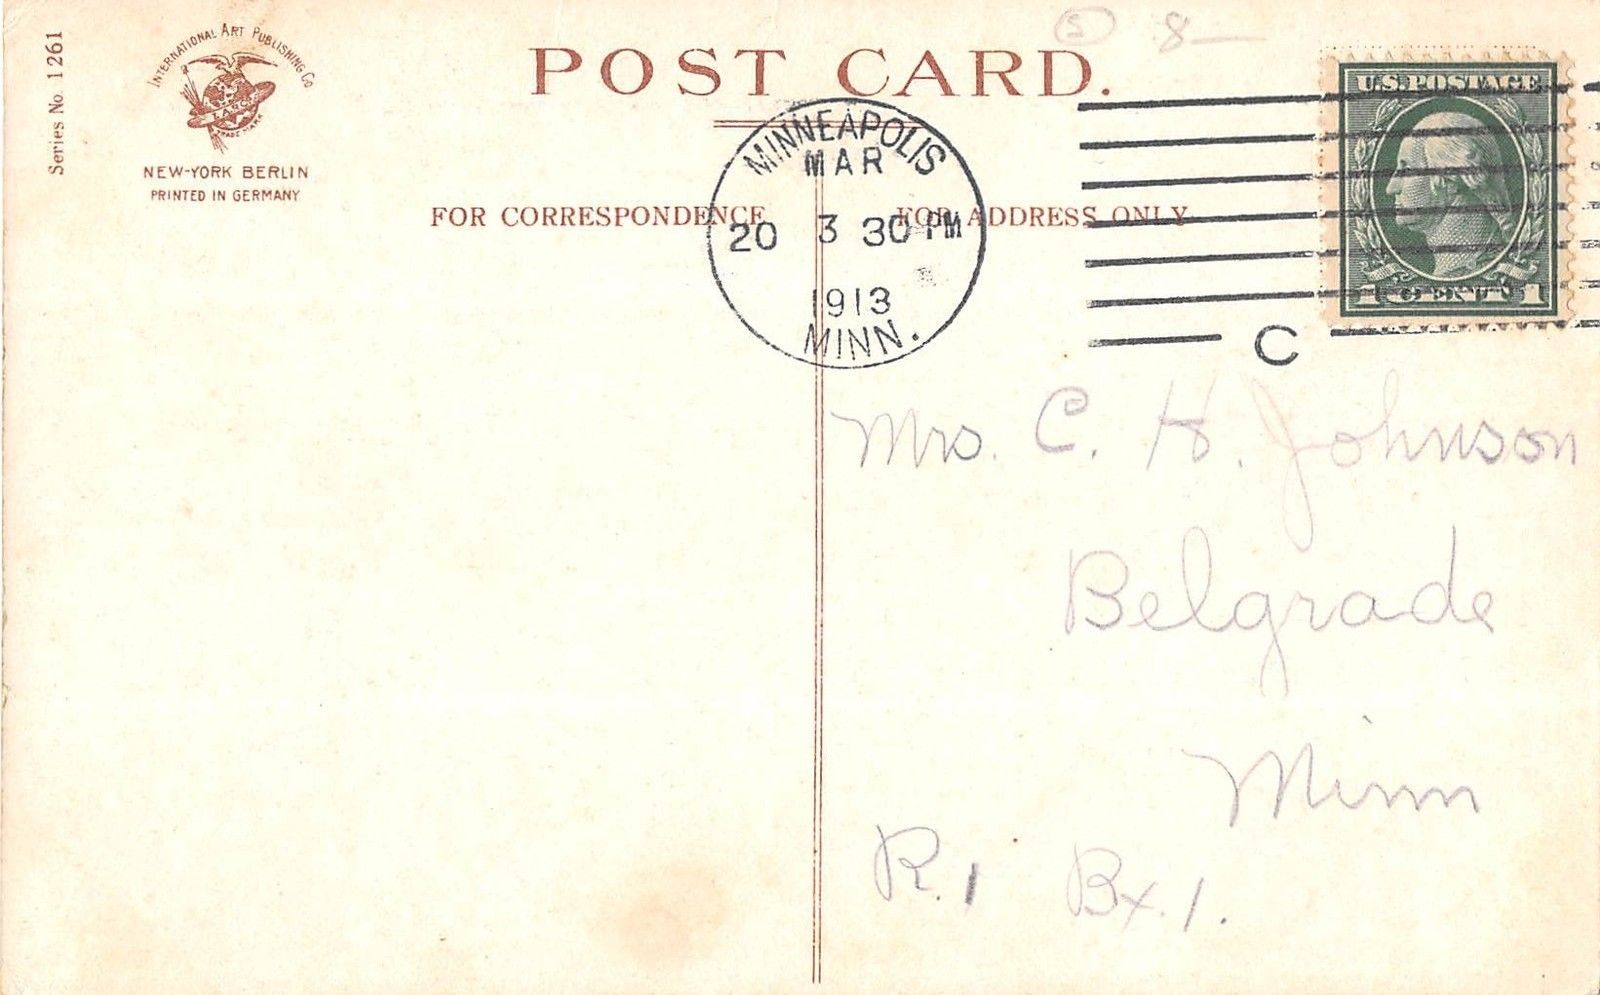 Series No. 1261
INTERNATIONAL ART PUBLISHING CO
TRADE MARK
NEW-YORK BERLIN
PRINTED IN GERMANY
5 8
POST CARD.
FOR CORRESPONDENCE
FOR ADDRESS ONLY
MINNEAPOLIS
MAR
20 3 30 PM
1913
MINN.
C
U.S. POSTAGE
1 CENT 1
Mrs. C. H. Johnson
Belgrade
Minn
R. 1 Bx. 1.